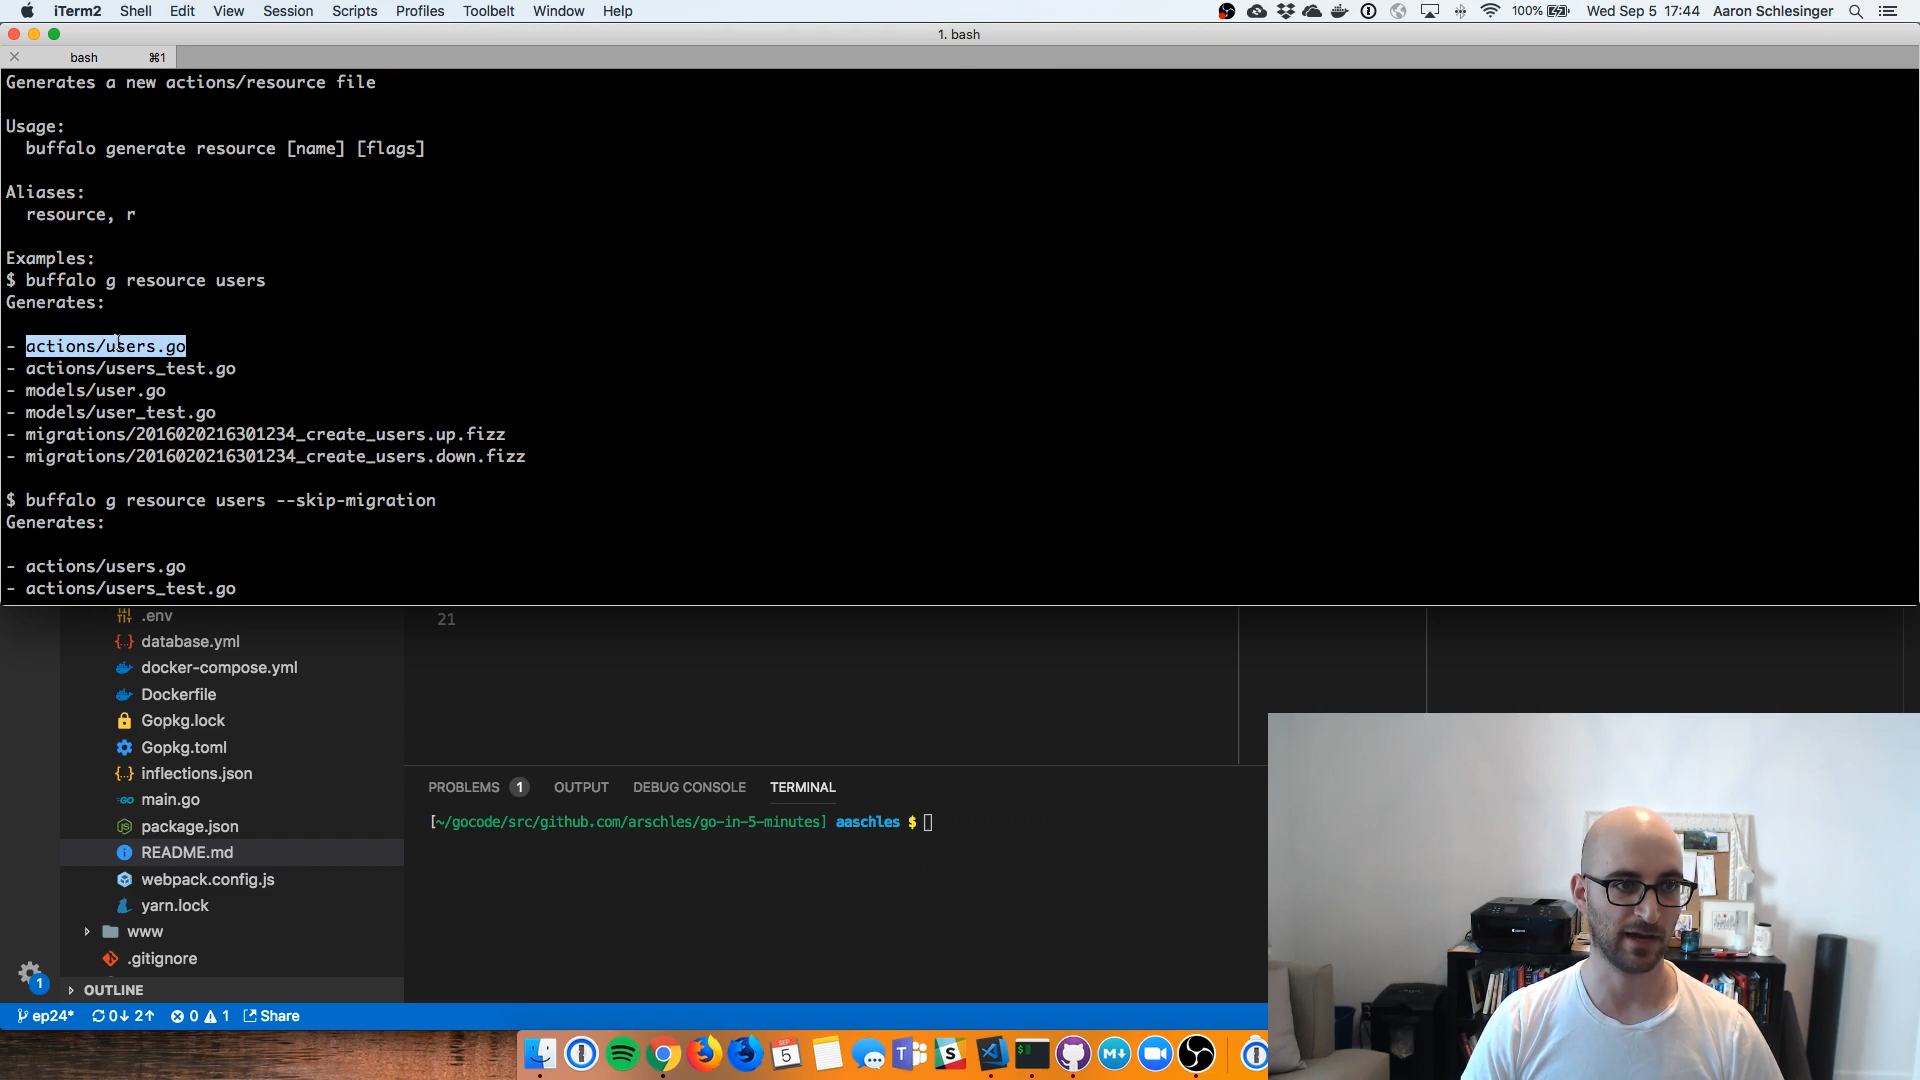 iTerm2 Shell Edit View Session Scripts Profiles Toolbelt Window Help 100% Wed Sep 5 17:44 Aaron Schlesinger
1. bash
bash ⌘1
Generates a new actions/resource file
Usage:
buffalo generate resource [name] [flags]
Aliases:
resource, r
Examples:
$ buffalo g resource users
Generates:
- actions/users.go
- actions/users_test.go
- models/user.go
- models/user_test.go
- migrations/2016020216301234_create_users.up.fizz
- migrations/2016020216301234_create_users.down.fizz
$ buffalo g resource users --skip-migration
Generates:
- actions/users.go
- actions/users_test.go
.env
21
database.yml
docker-compose.yml
Dockerfile
Gopkg.lock
Gopkg.toml
inflections.json
main.go
package.json
README.md
webpack.config.js
yarn.lock
www
.gitignore
OUTLINE
PROBLEMS 1 OUTPUT DEBUG CONSOLE TERMINAL
[~/gocode/src/github.com/arschles/go-in-5-minutes] aaschles $
1
ep24* 0↓ 2↑ 0 1 Share
SEP 5